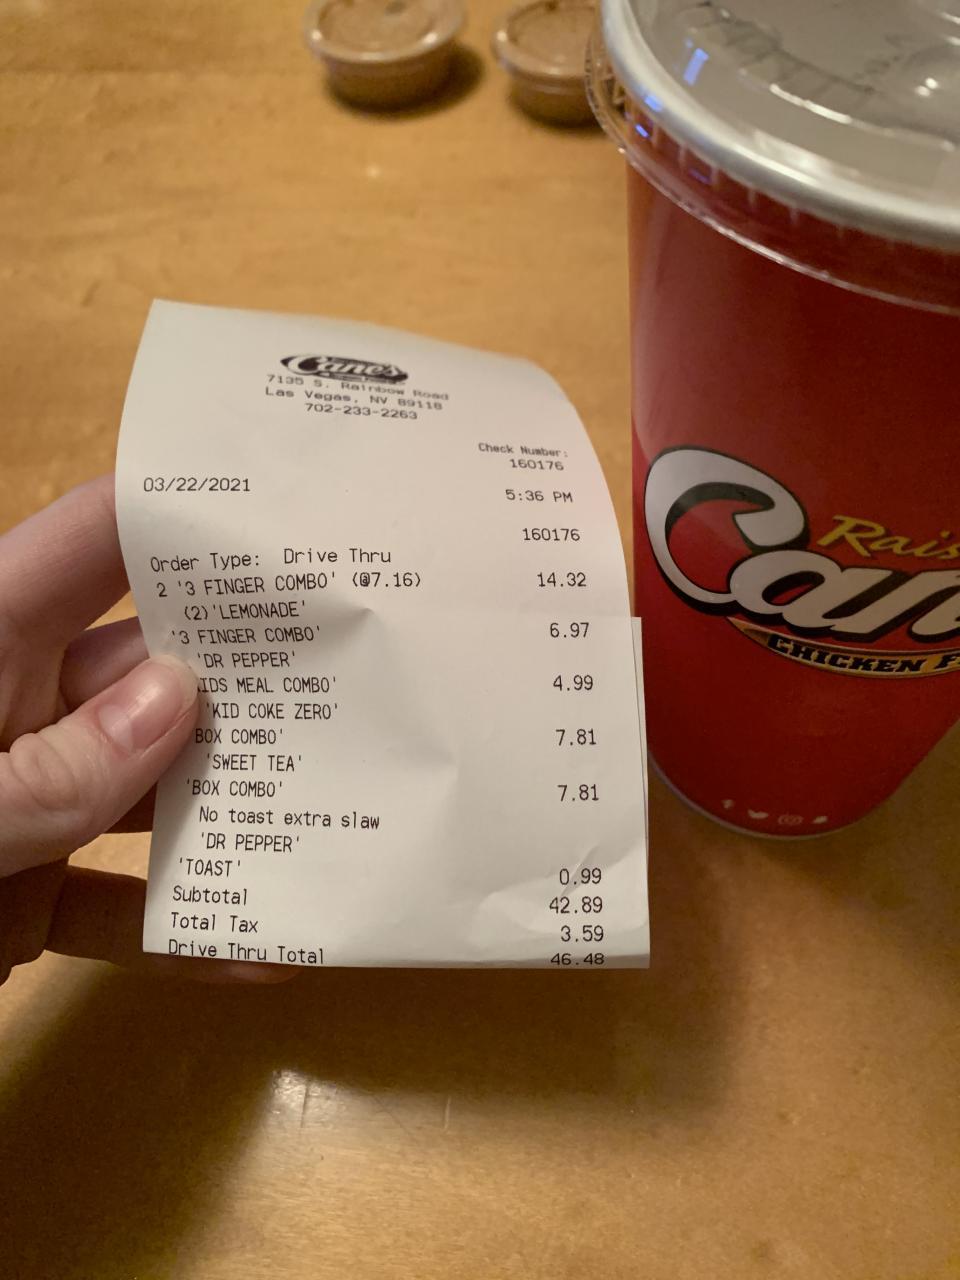 Cane's
7135 S. Rainbow Road
Las Vegas, NV 89118
702-233-2263
Check Number:
160176
03/22/2021 5:36 PM
160176
Order Type: Drive Thru
2 '3 FINGER COMBO' (@7.16) 14.32
(2)'LEMONADE'
'3 FINGER COMBO' 6.97
'DR PEPPER'
IDS MEAL COMBO' 4.99
'KID COKE ZERO'
BOX COMBO' 7.81
'SWEET TEA'
'BOX COMBO' 7.81
No toast extra slaw
'DR PEPPER'
'TOAST' 0.99
Subtotal 42.89
Total Tax 3.59
Drive Thru Total 46.48
Rais
Can
CHICKEN F